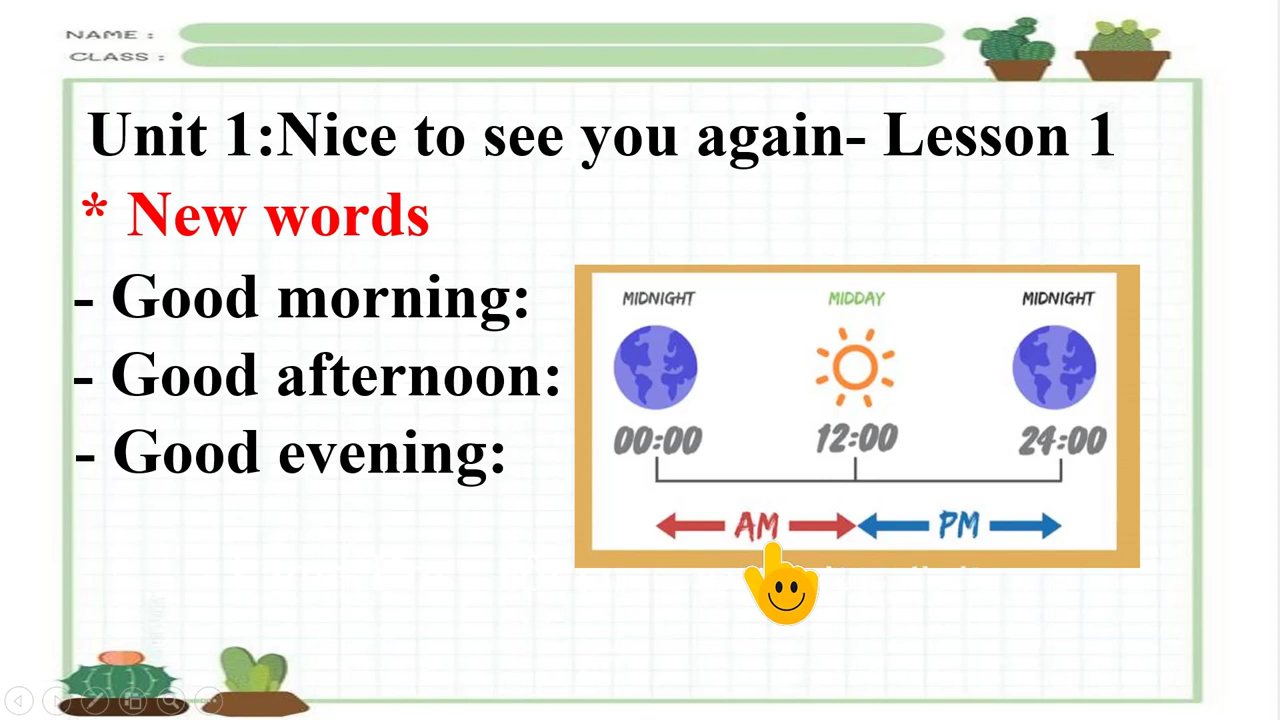 NAME :
CLASS :
Unit 1:Nice to see you again- Lesson 1
* New words
- Good morning:
- Good afternoon:
- Good evening:
MIDNIGHT MIDDAY MIDNIGHT
00:00 12:00 24:00
AM PM